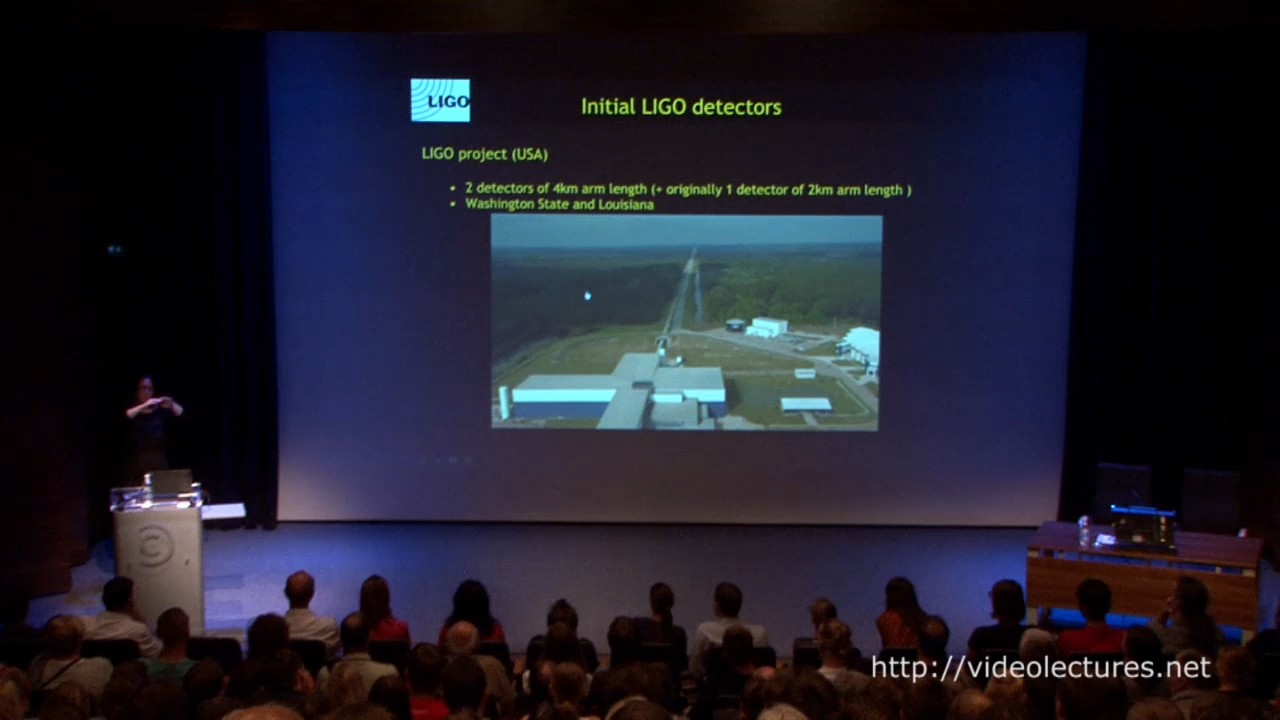 LIGO
Initial LIGO detectors
LIGO project (USA)
• 2 detectors of 4km arm length (+ originally 1 detector of 2km arm length )
• Washington State and Louisiana
http://videolectures.net